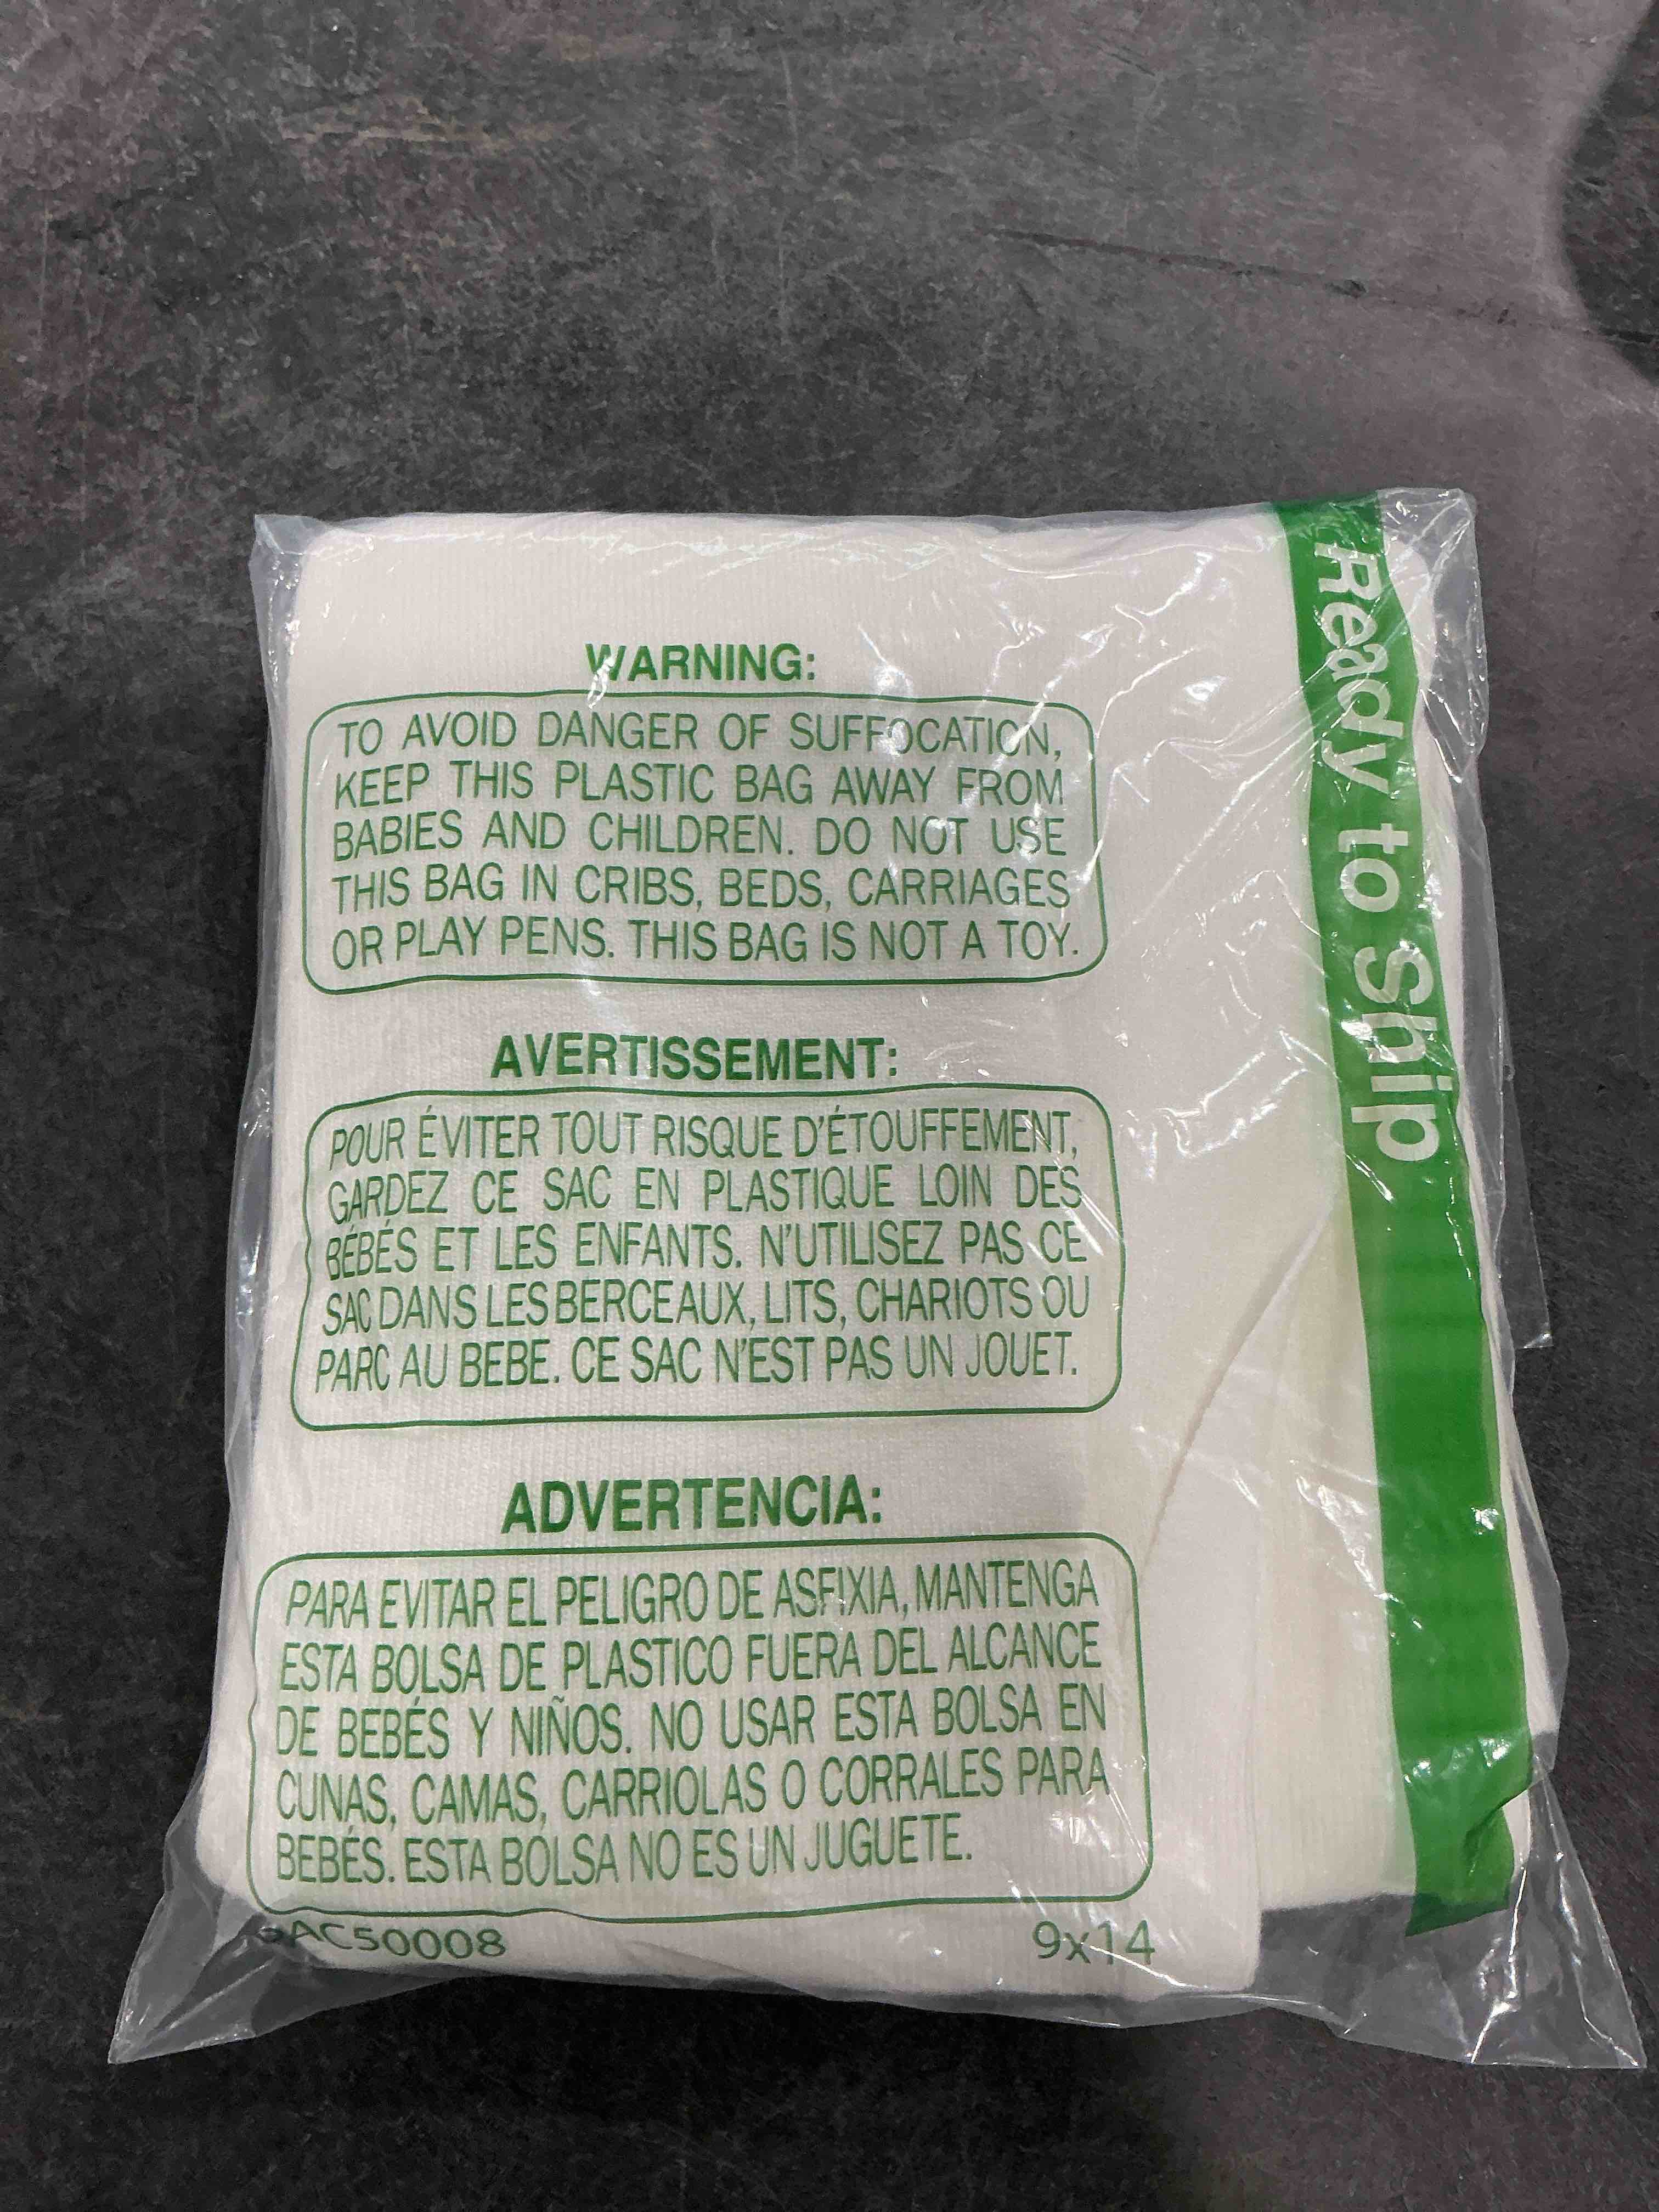 WARNING:
TO AVOID DANGER OF SUFFOCATION,
KEEP THIS PLASTIC BAG AWAY FROM
BABIES AND CHILDREN. DO NOT USE
THIS BAG IN CRIBS, BEDS, CARRIAGES
OR PLAY PENS. THIS BAG IS NOT A TOY.
AVERTISSEMENT:
POUR ÉVITER TOUT RISQUE D'ÉTOUFFEMENT,
GARDEZ CE SAC EN PLASTIQUE LOIN DES
BÉBÉS ET LES ENFANTS. N'UTILISEZ PAS CE
SAC DANS LES BERCEAUX, LITS, CHARIOTS OU
PARC AU BEBE. CE SAC N'EST PAS UN JOUET.
ADVERTENCIA:
PARA EVITAR EL PELIGRO DE ASFIXIA, MANTENGA
ESTA BOLSA DE PLASTICO FUERA DEL ALCANCE
DE BEBÉS Y NIÑOS. NO USAR ESTA BOLSA EN
CUNAS, CAMAS, CARRIOLAS O CORRALES PARA
BEBÉS. ESTA BOLSA NO ES UN JUGUETE.
9x14
Ready to Ship